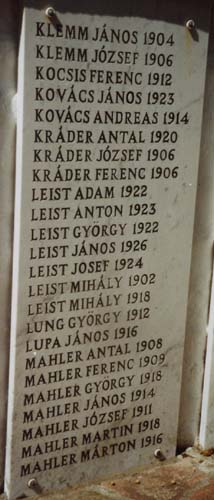 KLEMM JÁNOS 1904
KLEMM JÓZSEF 1906
KOCSIS FERENC 1912
KOVÁCS JÁNOS 1923
KOVÁCS ANDREAS 1914
KRÁDER ANTAL 1920
KRÁDER JÓZSEF 1906
KRÁDER FERENC 1906
LEIST ADAM 1922
LEIST ANTON 1923
LEIST GYÖRGY 1922
LEIST JÁNOS 1926
LEIST JOSEF 1924
LEIST MIHÁLY 1902
LEIST MIHÁLY 1918
LUNG GYÖRGY 1912
LUPA JÁNOS 1916
MAHLER ANTAL 1908
MAHLER FERENC 1909
MAHLER GYÖRGY 1918
MAHLER JÁNOS 1914
MAHLER JÓZSEF 1911
MAHLER MARTIN 1918
MAHLER MÁRTON 1916